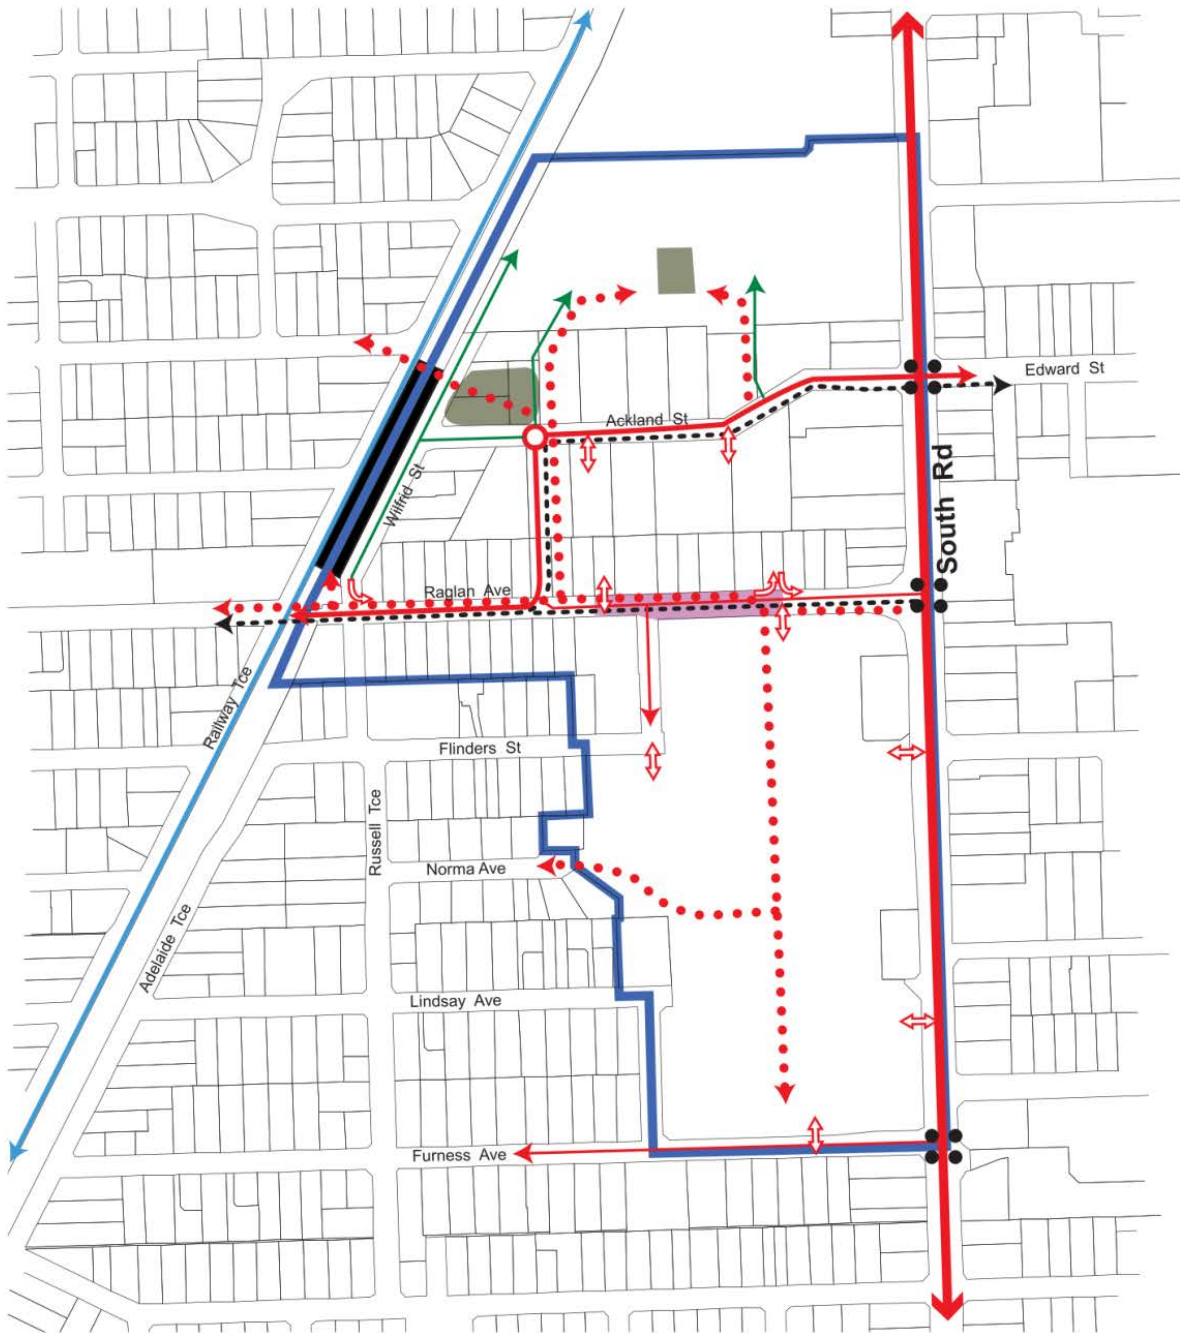 Edward St
Ackland St
South Rd
Wilfrid St
Raglan Ave
Railway Tce
Flinders St
Russell Tce
Norma Ave
Adelaide Tce
Lindsay Ave
Furness Ave